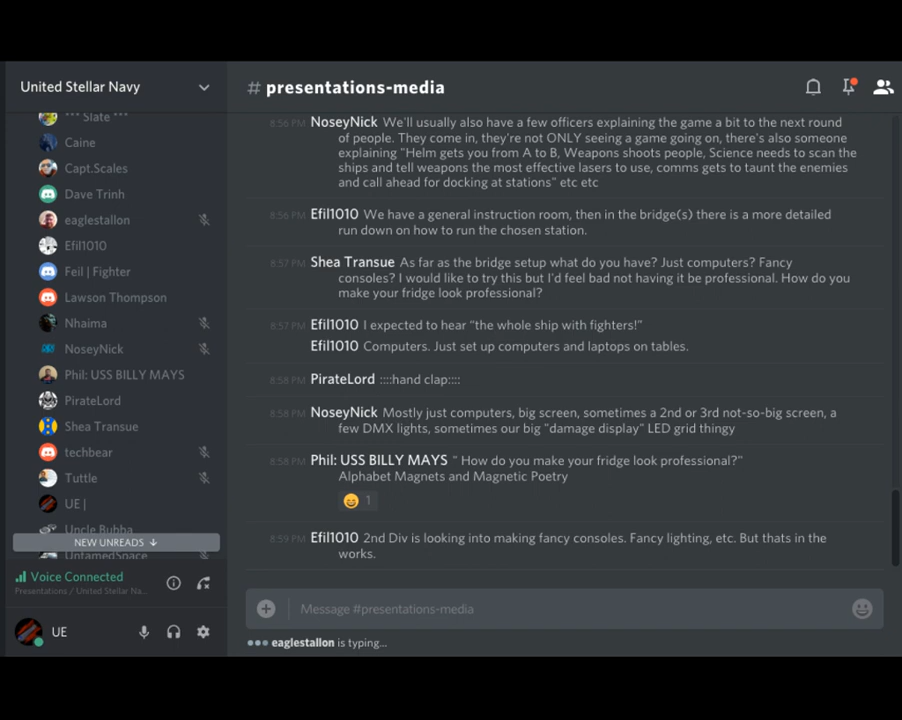 United Stellar Navy
*** Slate ***
Caine
Capt.Scales
Dave Trinh
eaglestallon
Efil1010
Feil | Fighter
Lawson Thompson
Nhaima
NoseyNick
Phil: USS BILLY MAYS
PirateLord
Shea Transue
techbear
Tuttle
UE |
Uncle Bubba
NEW UNREADS ↓
UntamedSpace
Voice Connected
Presentations / United Stellar Na...
UE
# presentations-media
8:56 PM NoseyNick We'll usually also have a few officers explaining the game a bit to the next round
of people. They come in, they're not ONLY seeing a game going on, there's also someone
explaining "Helm gets you from A to B, Weapons shoots people, Science needs to scan the
ships and tell weapons the most effective lasers to use, comms gets to taunt the enemies
and call ahead for docking at stations" etc etc
8:56 PM Efil1010 We have a general instruction room, then in the bridge(s) there is a more detailed
run down on how to run the chosen station.
8:57 PM Shea Transue As far as the bridge setup what do you have? Just computers? Fancy
consoles? I would like to try this but I'd feel bad not having it be professional. How do you
make your fridge look professional?
8:57 PM Efil1010 I expected to hear "the whole ship with fighters!"
Efil1010 Computers. Just set up computers and laptops on tables.
8:58 PM PirateLord ::::hand clap::::
8:58 PM NoseyNick Mostly just computers, big screen, sometimes a 2nd or 3rd not-so-big screen, a
few DMX lights, sometimes our big "damage display" LED grid thingy
8:58 PM Phil: USS BILLY MAYS " How do you make your fridge look professional?"
Alphabet Magnets and Magnetic Poetry
1
8:59 PM Efil1010 2nd Div is looking into making fancy consoles. Fancy lighting, etc. But thats in the
works.
Message #presentations-media
eaglestallon is typing...